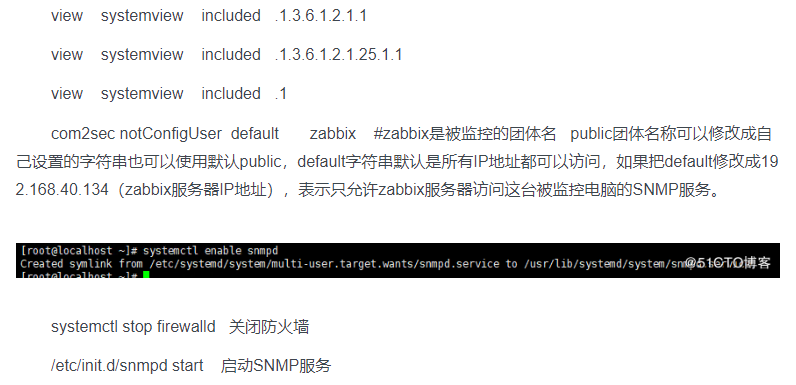 view    systemview    included   .1.3.6.1.2.1.1
view    systemview    included   .1.3.6.1.2.1.25.1.1
view    systemview    included   .1
com2sec notConfigUser  default       zabbix    #zabbix是被监控的团体名   public团体名称可以修改成自
己设置的字符串也可以使用默认public，default字符串默认是所有IP地址都可以访问，如果把default修改成19
2.168.40.134（zabbix服务器IP地址），表示只允许zabbix服务器访问这台被监控电脑的SNMP服务。
[root@localhost ~]# systemctl enable snmpd
Created symlink from /etc/systemd/system/multi-user.target.wants/snmpd.service to /usr/lib/systemd/system/
[root@localhost ~]#
@51CTO博客
systemctl stop firewalld   关闭防火墙
/etc/init.d/snmpd start    启动SNMP服务